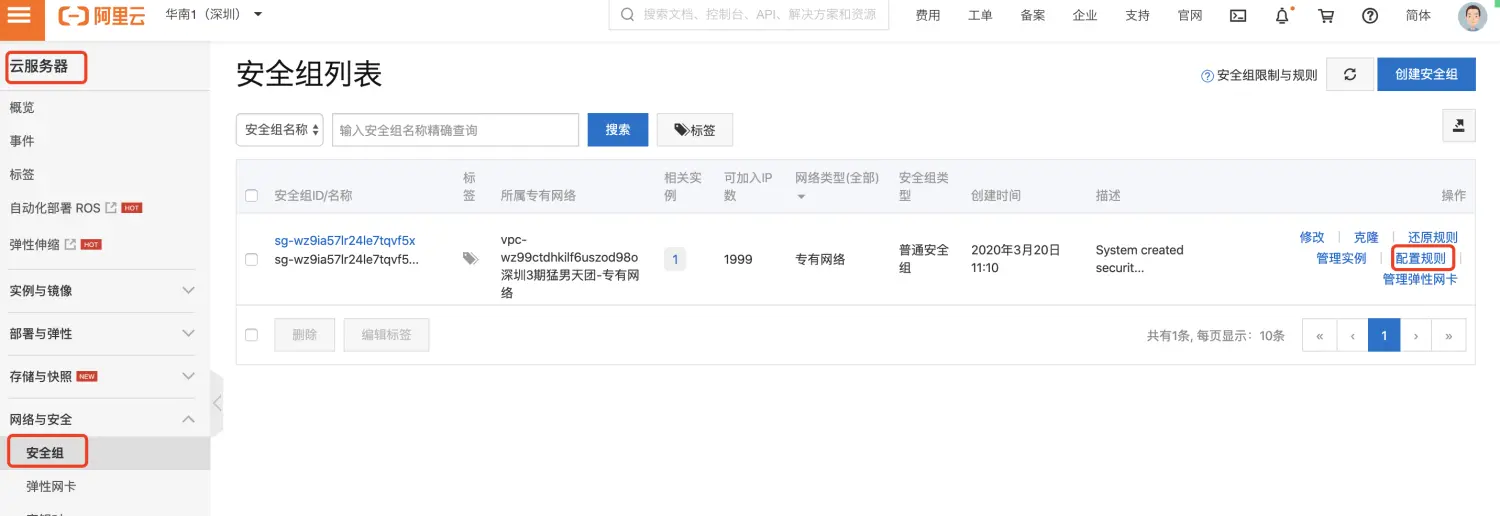 阿里云
华南1（深圳）
搜索文档、控制台、API、解决方案和资源
费用
工单
备案
企业
支持
官网
简体
云服务器
概览
事件
标签
自动化部署 ROS HOT
弹性伸缩 HOT
实例与镜像
部署与弹性
存储与快照 NEW
网络与安全
安全组
弹性网卡
安全组列表
安全组限制与规则
创建安全组
安全组名称
输入安全组名称精确查询
搜索
标签
安全组ID/名称
标
签
所属专有网络
相关实
例
可加入IP
数
网络类型(全部)
安全组类
型
创建时间
描述
操作
sg-wz9ia57lr24le7tqvf5x
sg-wz9ia57lr24le7tqvf5...
vpc-
wz99ctdhkilf6uszod98o
深圳3期猛男天团-专有网
络
1
1999
专有网络
普通安全
组
2020年3月20日
11:10
System created
securit...
修改
克隆
还原规则
管理实例
配置规则
管理弹性网卡
删除
编辑标签
共有1条, 每页显示：10条
« ‹ 1 › »